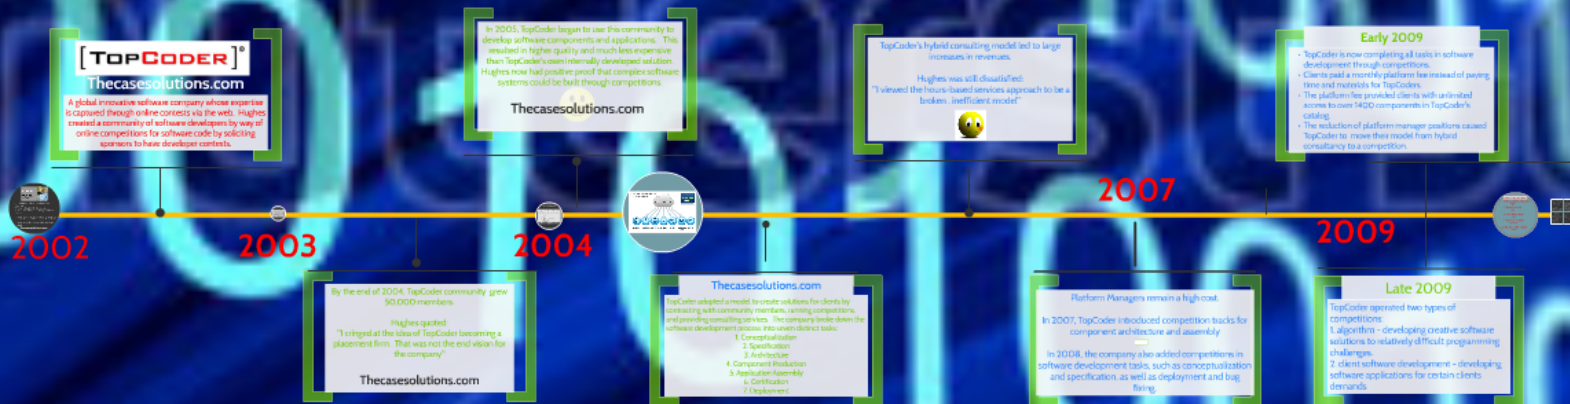 [TOPCODER]®
Thecasesolutions.com
A global innovative software company whose expertise
is captured through online contests via the web. Hughes
created a community of software developers by way of
online competitions for software code by soliciting
sponsors to have developer contests.
In 2005, TopCoder began to use this community to
develop software components and applications. This
resulted in higher quality and much less expensive
than TopCoder's own internally developed solution.
Hughes now had positive proof that complex software
systems could be built through competitions.
Thecasesolutions.com
TopCoder's hybrid consulting model led to large
increases in revenues.
Hughes was still dissatisfied:
"I viewed the hours-based services approach to be a
broken, inefficient model"
Early 2009
• TopCoder is now completing all tasks in software
development through competitions.
• Clients paid a monthly platform fee instead of paying
time and materials for TopCoders.
• The platform fee provided clients with unlimited
access to over 1400 components in TopCoder's
catalog.
• The reduction of platform manager positions caused
TopCoder to move their model from hybrid
consultancy to a competition.
2002
2003
2004
2007
2009
By the end of 2004, TopCoder community grew
50,000 members.
Hughes quoted:
"I cringed at the idea of TopCoder becoming a
placement firm. That was not the end vision for
the company"
Thecasesolutions.com
Thecasesolutions.com
TopCoder adopted a model to create solutions for clients by
contracting with community members, running competitions,
and providing consulting services. The company broke down the
software development process into seven distinct tasks:
1. Conceptualization
2. Specification
3. Architecture
4. Component Production
5. Application Assembly
6. Certification
7. Deployment
Platform Managers remain a high cost.
In 2007, TopCoder introduced competition tracks for
component architecture and assembly
In 2008, the company also added competitions in
software development tasks, such as conceptualization
and specification, as well as deployment and bug
fixing.
Late 2009
TopCoder operated two types of
competitions:
1. algorithm - developing creative software
solutions to relatively difficult programming
challenges.
2. client software development - developing
software applications for certain clients
demands.